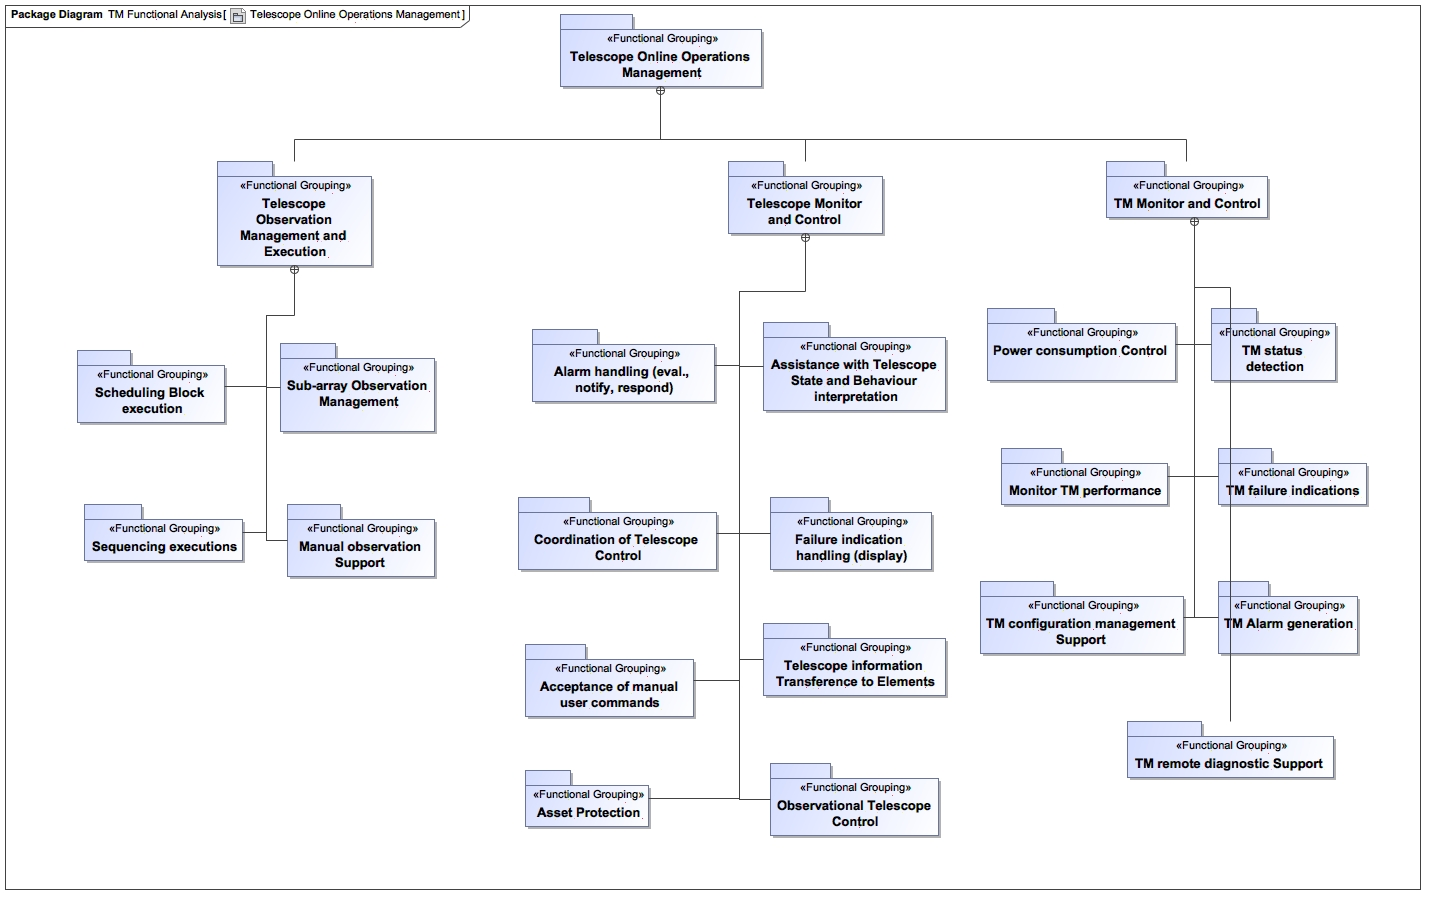 Package Diagram TM Functional Analysis[ Telescope Online Operations Management]
«Functional Grouping»
Telescope Online Operations
Management
«Functional Grouping»
Telescope
Observation
Management and
Execution
«Functional Grouping»
Telescope Monitor
and Control
«Functional Grouping»
TM Monitor and Control
«Functional Grouping»
Scheduling Block
execution
«Functional Grouping»
Sub-array Observation
Management
«Functional Grouping»
Sequencing executions
«Functional Grouping»
Manual observation
Support
«Functional Grouping»
Alarm handling (eval.,
notify, respond)
«Functional Grouping»
Assistance with Telescope
State and Behaviour
interpretation
«Functional Grouping»
Coordination of Telescope
Control
«Functional Grouping»
Failure indication
handling (display)
«Functional Grouping»
Acceptance of manual
user commands
«Functional Grouping»
Telescope information
Transference to Elements
«Functional Grouping»
Asset Protection
«Functional Grouping»
Observational Telescope
Control
«Functional Grouping»
Power consumption Control
«Functional Grouping»
TM status
detection
«Functional Grouping»
Monitor TM performance
«Functional Grouping»
TM failure indications
«Functional Grouping»
TM configuration management
Support
«Functional Grouping»
TM Alarm generation
«Functional Grouping»
TM remote diagnostic Support